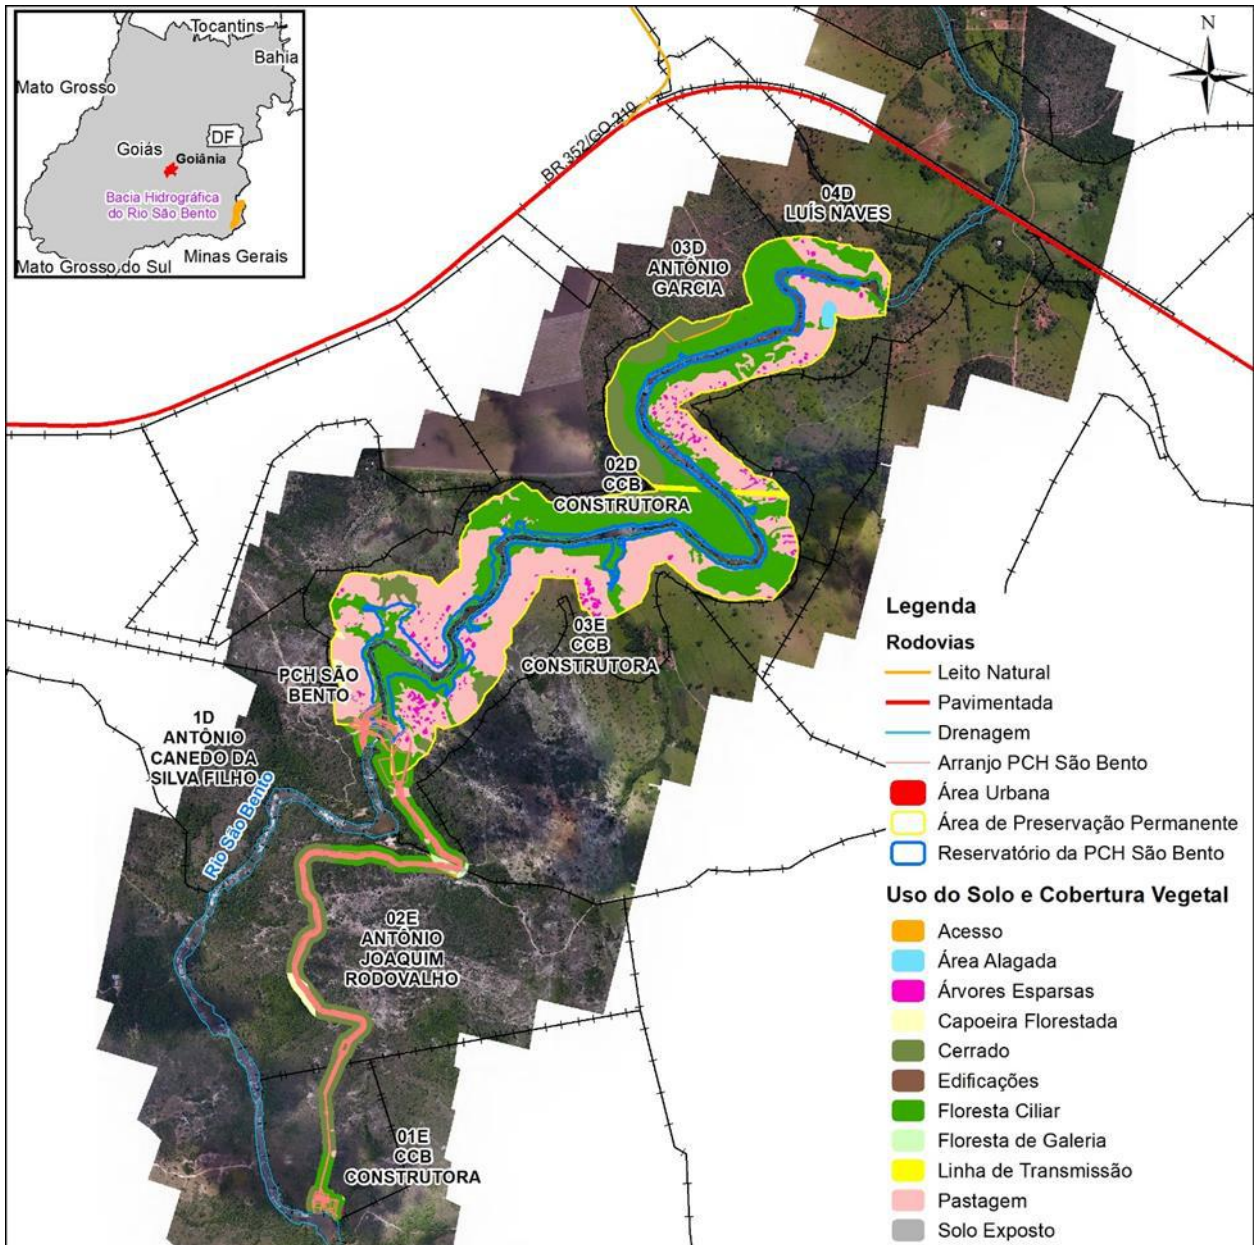 Tocantins
Bahia
Mato Grosso
DF
Goiás
Goiânia
Bacia Hidrográfica
do Rio São Bento
Minas Gerais
Mato Grosso do Sul
N
BR.352/GO.210
04D
LUÍS NAVES
03D
ANTÔNIO
GARCIA
02D
CCB
CONSTRUTORA
03E
CCB
CONSTRUTORA
PCH SÃO
BENTO
1D
ANTÔNIO
CANEDO DA
SILVA FILHO
Rio São Bento
02E
ANTÔNIO
JOAQUIM
RODOVALHO
01E
CCB
CONSTRUTORA
Legenda
Rodovias
Leito Natural
Pavimentada
Drenagem
Arranjo PCH São Bento
Área Urbana
Área de Preservação Permanente
Reservatório da PCH São Bento
Uso do Solo e Cobertura Vegetal
Acesso
Área Alagada
Árvores Esparsas
Capoeira Florestada
Cerrado
Edificações
Floresta Ciliar
Floresta de Galeria
Linha de Transmissão
Pastagem
Solo Exposto